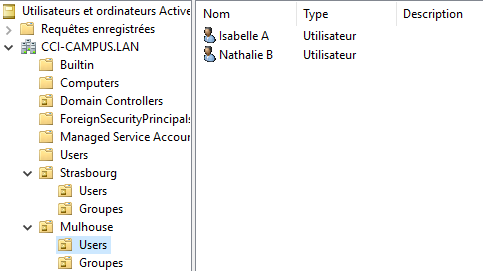 Utilisateurs et ordinateurs Active
Requêtes enregistrées
CCI-CAMPUS.LAN
Builtin
Computers
Domain Controllers
ForeignSecurityPrincipals
Managed Service Accoun
Users
Strasbourg
Users
Groupes
Mulhouse
Users
Groupes
Nom Type Description
Isabelle A Utilisateur
Nathalie B Utilisateur